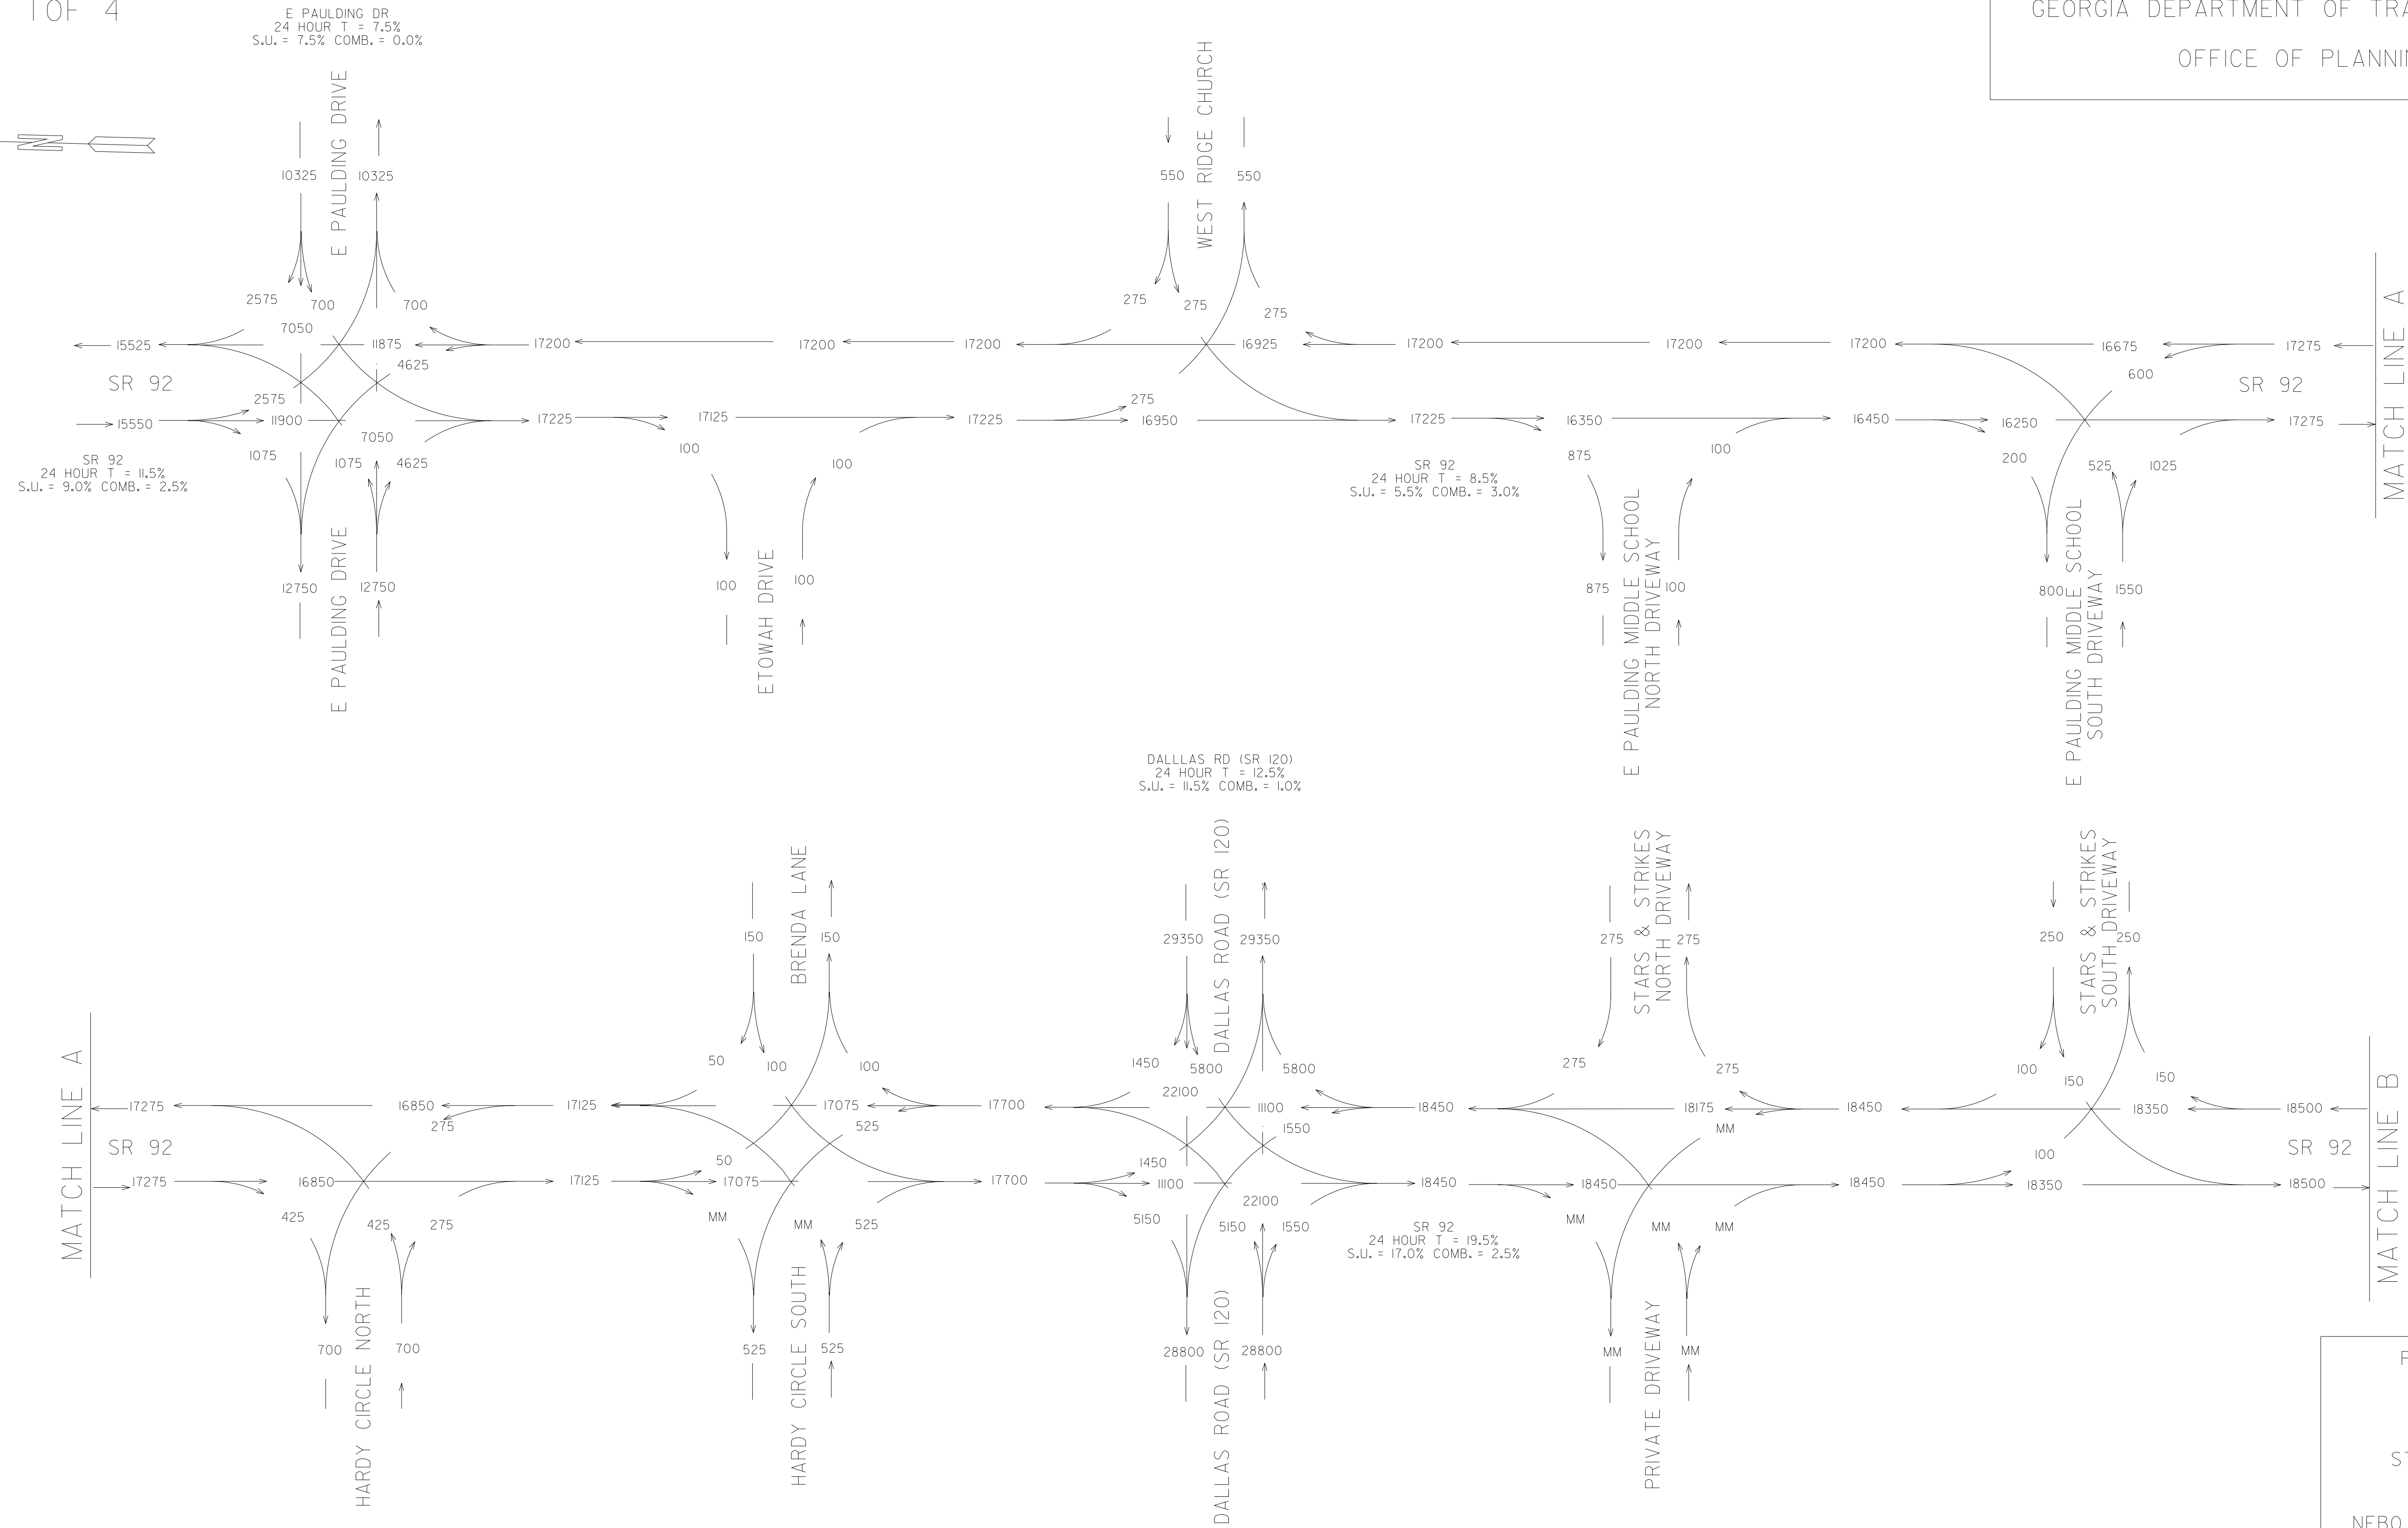 1 OF 4
GEORGIA DEPARTMENT OF TRA
OFFICE OF PLANNIN
N
E PAULDING DR
24 HOUR T = 7.5%
S.U. = 7.5% COMB. = 0.0%
E PAULDING DRIVE
10325 10325
2575 700 700
7050
15525 11875
4625
SR 92
2575
15550 11900
7050
1075 1075 4625
SR 92
24 HOUR T = 11.5%
S.U. = 9.0% COMB. = 2.5%
12750 12750
E PAULDING DRIVE
17200 17200 17200
17225 17125 17225
100 100
100 100
ETOWAH DRIVE
WEST RIDGE CHURCH
550 550
275 275 275
16925
275
16950
17200 17200 17200
17225 16350 16450
SR 92
24 HOUR T = 8.5%
S.U. = 5.5% COMB. = 3.0%
875 100
875 100
E PAULDING MIDDLE SCHOOL
NORTH DRIVEWAY
16675 17275
600
SR 92
16250 17275
200 525 1025
800 1550
E PAULDING MIDDLE SCHOOL
SOUTH DRIVEWAY
MATCH LINE A
MATCH LINE A
17275 16850 17125
275
SR 92
17275 16850 17125
425 425 275
700 700
HARDY CIRCLE NORTH
BRENDA LANE
150 150
50 100 100
17075 17700
525
50
17075 17700
MM MM 525
525 525
HARDY CIRCLE SOUTH
DALLLAS RD (SR 120)
24 HOUR T = 12.5%
S.U. = 11.5% COMB. = 1.0%
DALLAS ROAD (SR 120)
29350 29350
1450 5800 5800
22100
11100 18450
1550
1450
11100 18450
22100
5150 5150 1550
SR 92
24 HOUR T = 19.5%
S.U. = 17.0% COMB. = 2.5%
28800 28800
DALLAS ROAD (SR 120)
STARS & STRIKES
NORTH DRIVEWAY
275 275
275 275
18175 18450
MM
18450 18450
MM MM MM
MM MM
PRIVATE DRIVEWAY
STARS & STRIKES
SOUTH DRIVEWAY
250 250
100 150 150
18350 18500
100
SR 92
18350 18500
MATCH LINE B
F
ST
NEBO